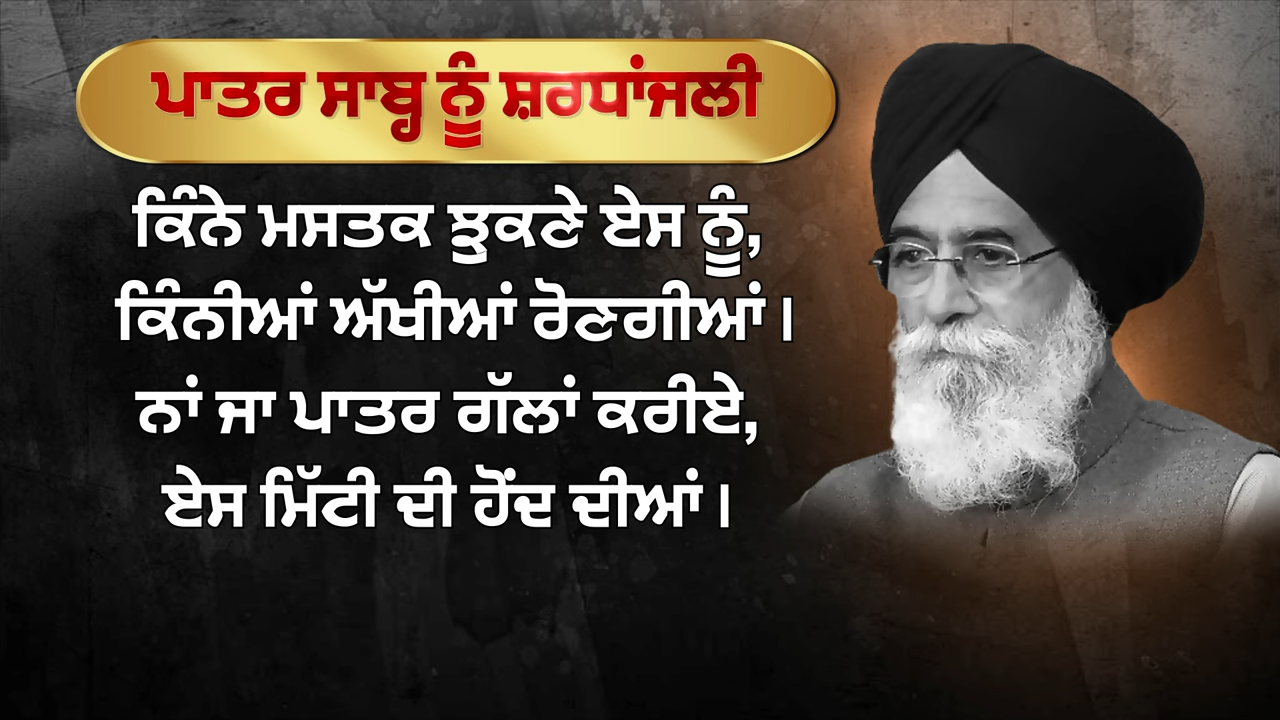 ਪਾਤਰ ਸਾਬ੍ਹ ਨੂੰ ਸ਼ਰਧਾਂਜਲੀ
ਕਿੰਨੇ ਮਸਤਕ ਝੁਕਣੇ ਏਸ ਨੂੰ,
ਕਿੰਨੀਆਂ ਅੱਖੀਆਂ ਰੋਣਗੀਆਂ।
ਨਾਂ ਜਾ ਪਾਤਰ ਗੱਲਾਂ ਕਰੀਏ,
ਏਸ ਮਿੱਟੀ ਦੀ ਹੋਂਦ ਦੀਆਂ।